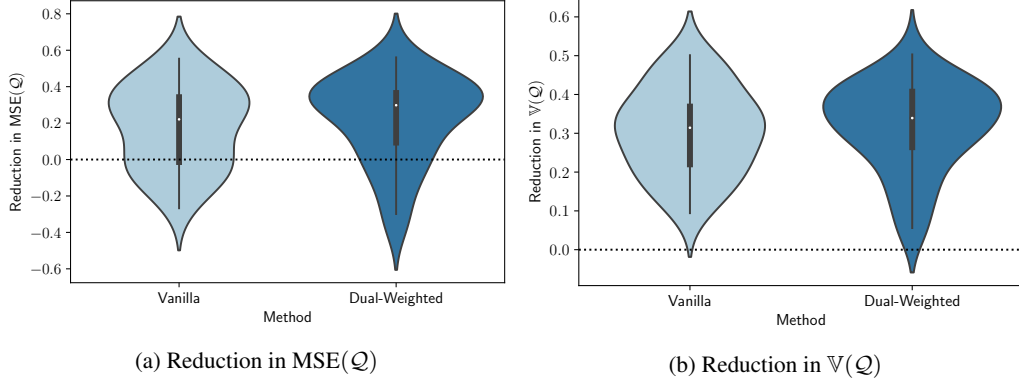 0.8
0.6
0.4
0.2
0.0
−0.2
−0.4
−0.6
Reduction in MSE(𝒬)
Vanilla
Dual-Weighted
Method
(a) Reduction in MSE(𝒬)
0.6
0.5
0.4
0.3
0.2
0.1
0.0
Reduction in 𝕍(𝒬)
Vanilla
Dual-Weighted
Method
(b) Reduction in 𝕍(𝒬)